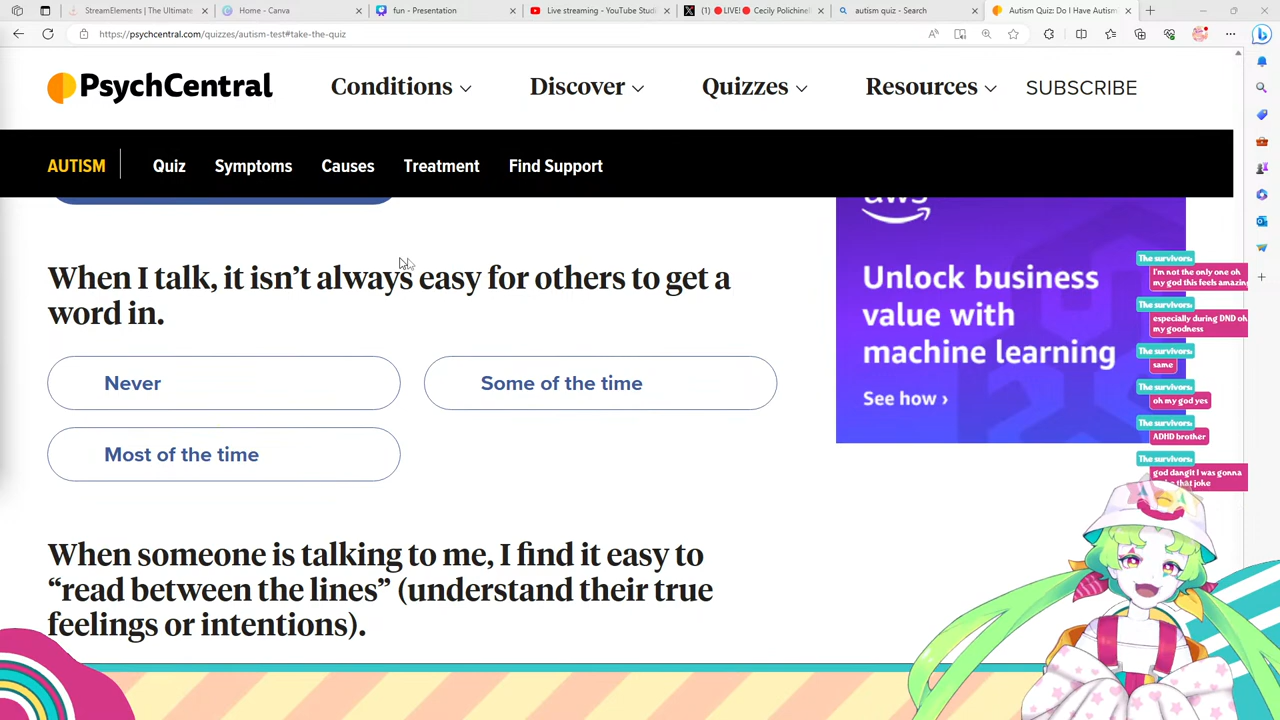 StreamElements | The Ultimate
Home - Canva
fun - Presentation
Live streaming - YouTube Studi
(1) 🔴LIVE! 🔴 Cecily Polichinell
autism quiz - Search
Autism Quiz: Do I Have Autism
https://psychcentral.com/quizzes/autism-test#take-the-quiz
PsychCentral
Conditions
Discover
Quizzes
Resources
SUBSCRIBE
AUTISM
Quiz
Symptoms
Causes
Treatment
Find Support
aws
When I talk, it isn't always easy for others to get a
word in.
Never
Some of the time
Most of the time
When someone is talking to me, I find it easy to
“read between the lines” (understand their true
feelings or intentions).
Unlock business
value with
machine learning
See how ›
The survivors:
I'm not the only one oh
my god this feels amazing
The survivors:
especially during DND oh
my goodness
The survivors:
same
The survivors:
oh my god yes
The survivors:
ADHD brother
The survivors:
god dangit I was gonna
that joke